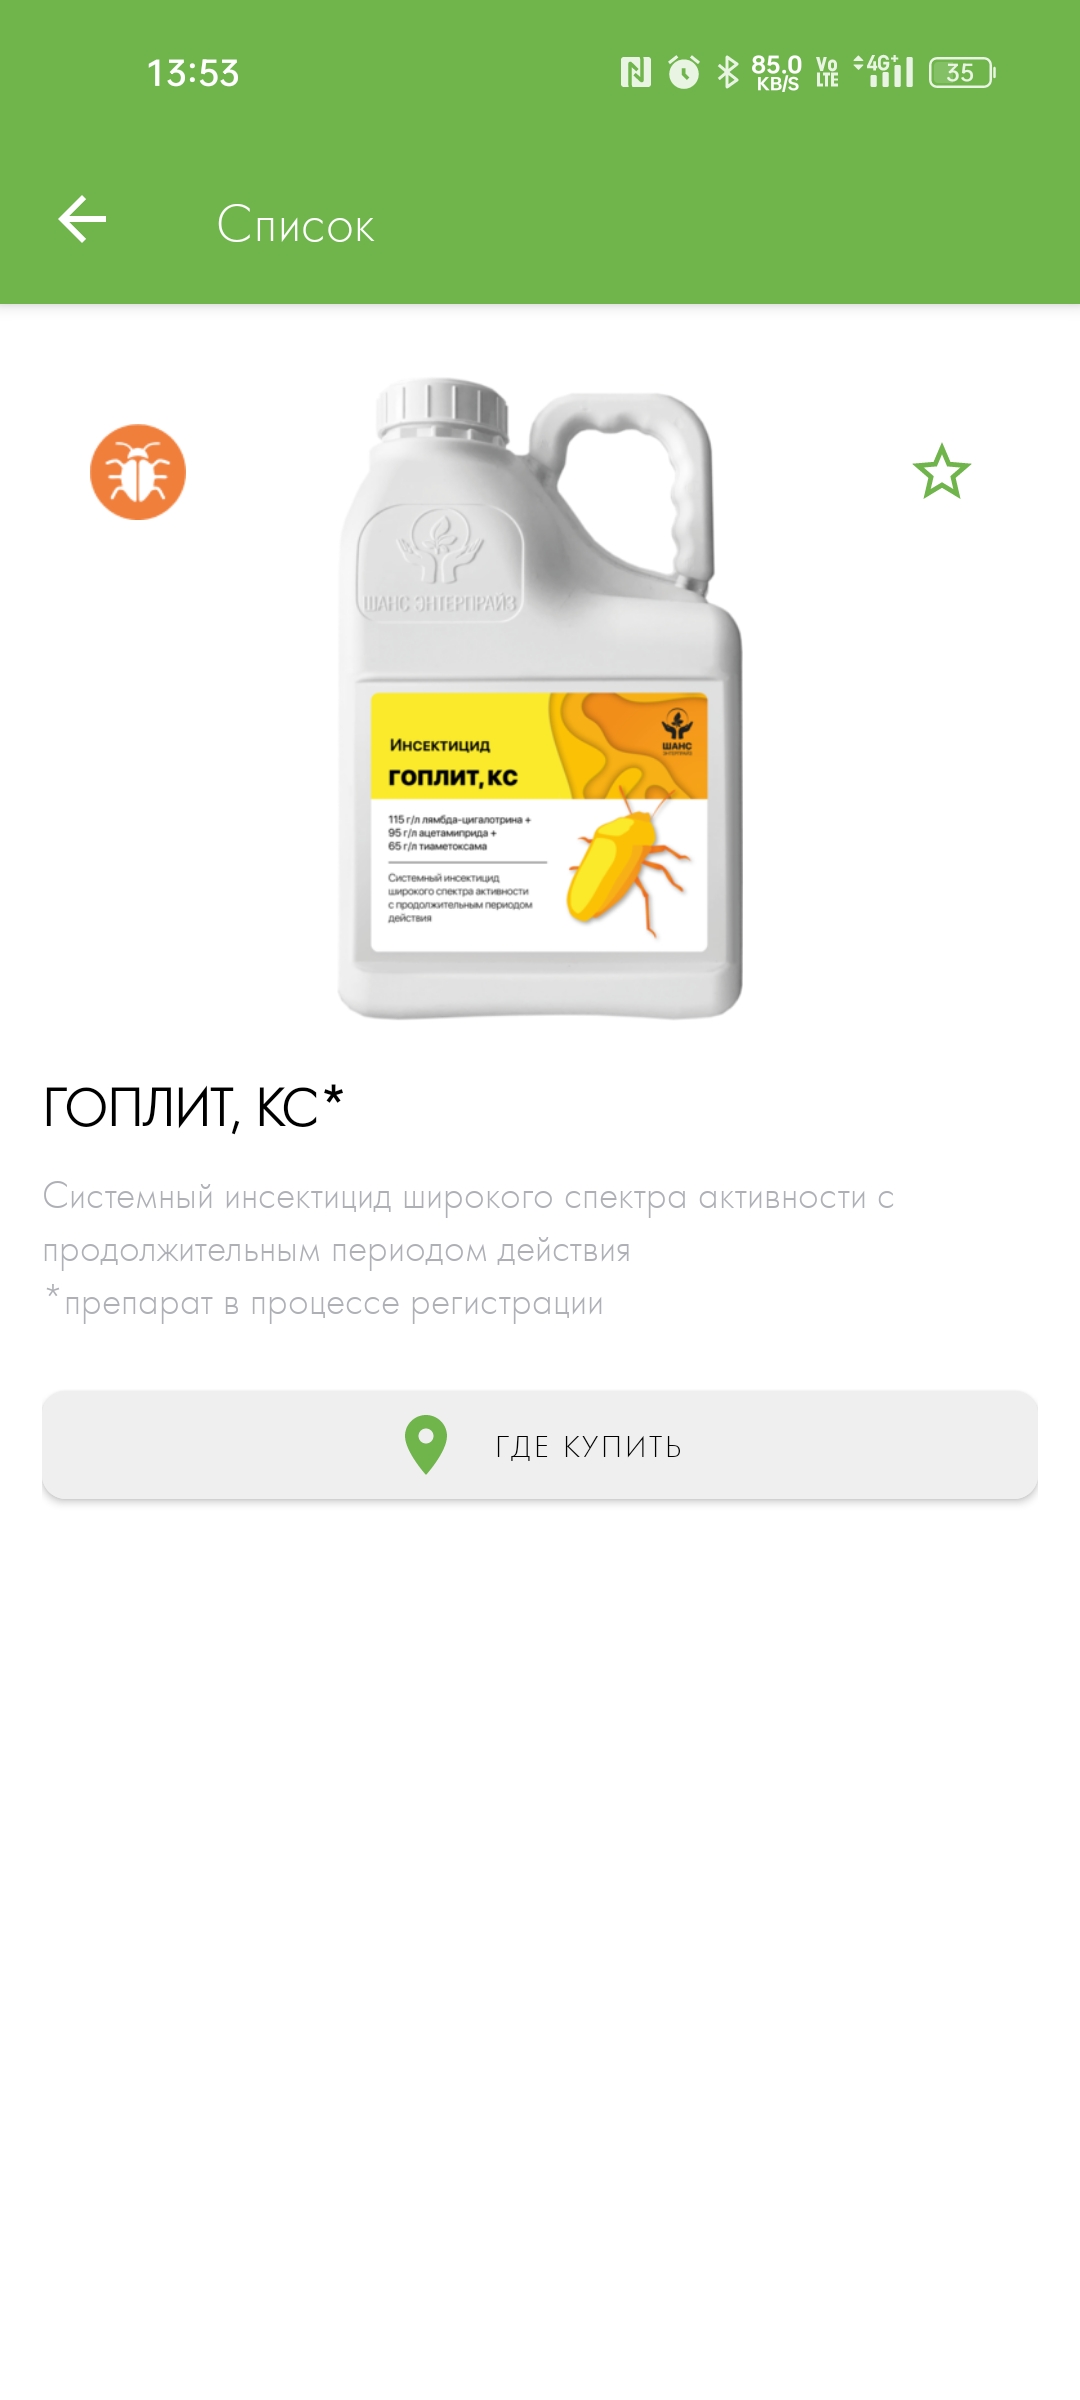 13:53
85.0
KB/S
Vo
LTE
4G+
35
Список
ШАНС ЭНТЕРПРАЙЗ
Инсектицид
ГОПЛИТ, КС
ШАНС
ЭНТЕРПРАЙЗ
115 г/л лямбда-цигалотрина +
95 г/л ацетамиприда +
65 г/л тиаметоксама
Системный инсектицид
широкого спектра активности
с продолжительным периодом
действия
ГОПЛИТ, КС*
Системный инсектицид широкого спектра активности с
продолжительным периодом действия
*препарат в процессе регистрации
ГДЕ КУПИТЬ